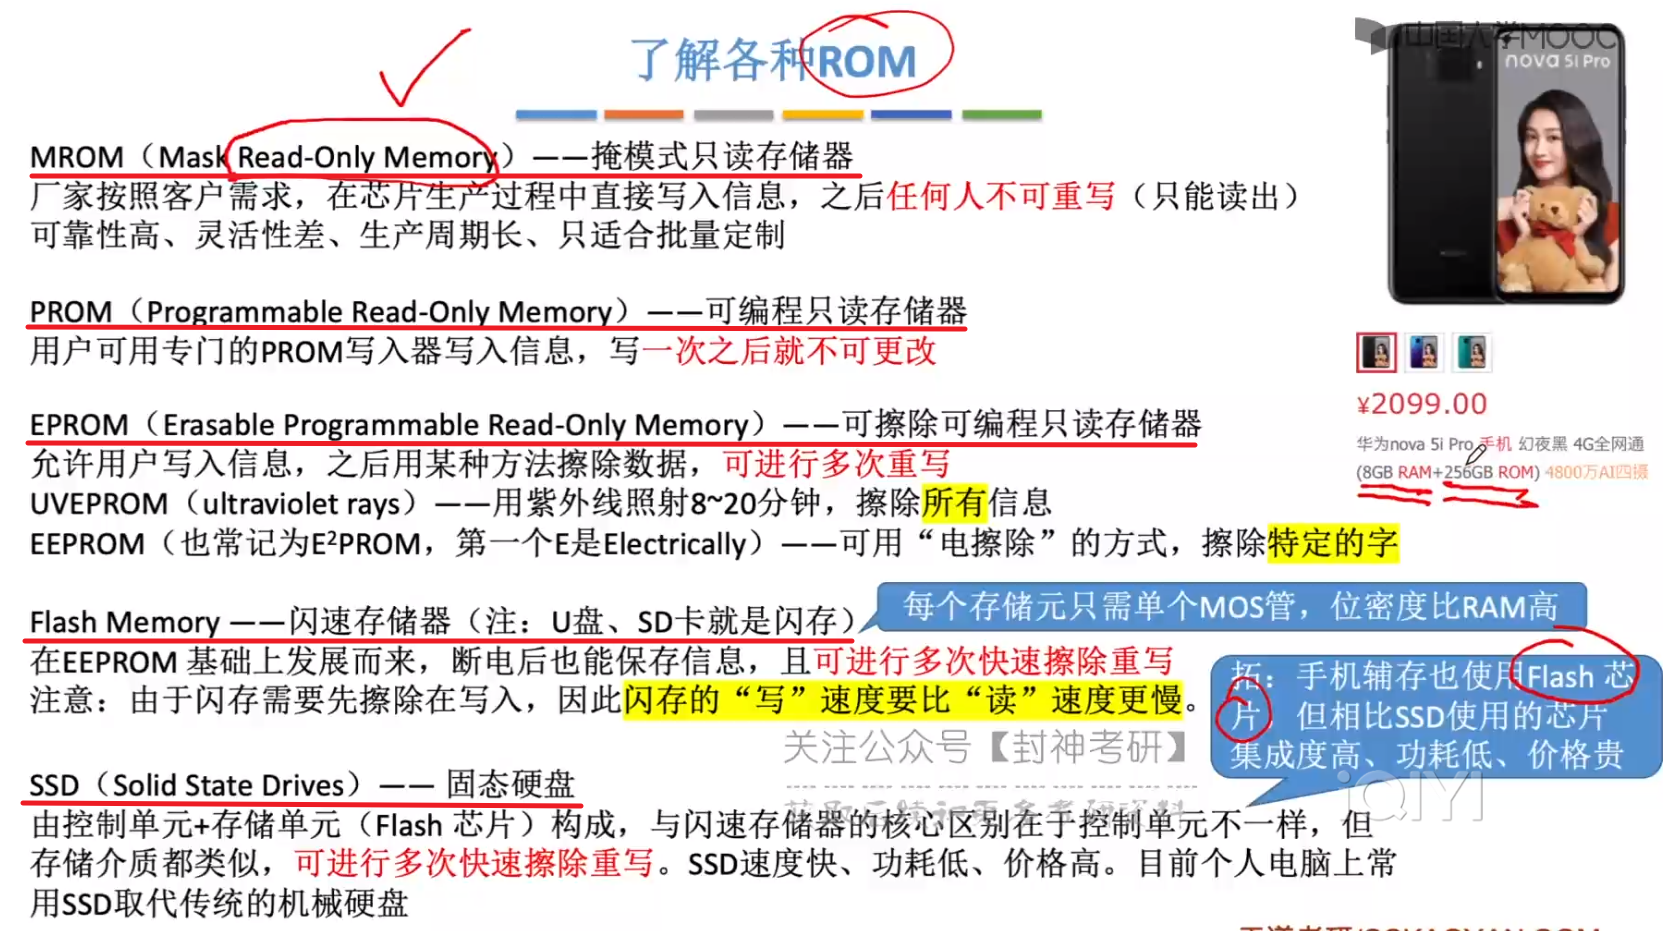 了解各种ROM
中国大学MOOC
nova 5i Pro
MROM（Mask Read-Only Memory）——掩模式只读存储器
厂家按照客户需求，在芯片生产过程中直接写入信息，之后任何人不可重写（只能读出）
可靠性高、灵活性差、生产周期长、只适合批量定制
PROM（Programmable Read-Only Memory）——可编程只读存储器
用户可用专门的PROM写入器写入信息，写一次之后就不可更改
¥2099.00
华为nova 5i Pro 手机 幻夜黑 4G全网通
(8GB RAM+256GB ROM) 4800万AI四摄
EPROM（Erasable Programmable Read-Only Memory）——可擦除可编程只读存储器
允许用户写入信息，之后用某种方法擦除数据，可进行多次重写
UVEPROM（ultraviolet rays）——用紫外线照射8~20分钟，擦除所有信息
EEPROM（也常记为E²PROM，第一个E是Electrically）——可用“电擦除”的方式，擦除特定的字
每个存储元只需单个MOS管，位密度比RAM高
Flash Memory ——闪速存储器（注：U盘、SD卡就是闪存）
在EEPROM 基础上发展而来，断电后也能保存信息，且可进行多次快速擦除重写
注意：由于闪存需要先擦除在写入，因此闪存的“写”速度要比“读”速度更慢。
拓：手机辅存也使用Flash 芯
片，但相比SSD使用的芯片
集成度高、功耗低、价格贵
关注公众号【封神考研】
iQIYI
SSD（Solid State Drives）—— 固态硬盘
由控制单元+存储单元（Flash 芯片）构成，与闪速存储器的核心区别在于控制单元不一样，但
存储介质都类似，可进行多次快速擦除重写。SSD速度快、功耗低、价格高。目前个人电脑上常
用SSD取代传统的机械硬盘